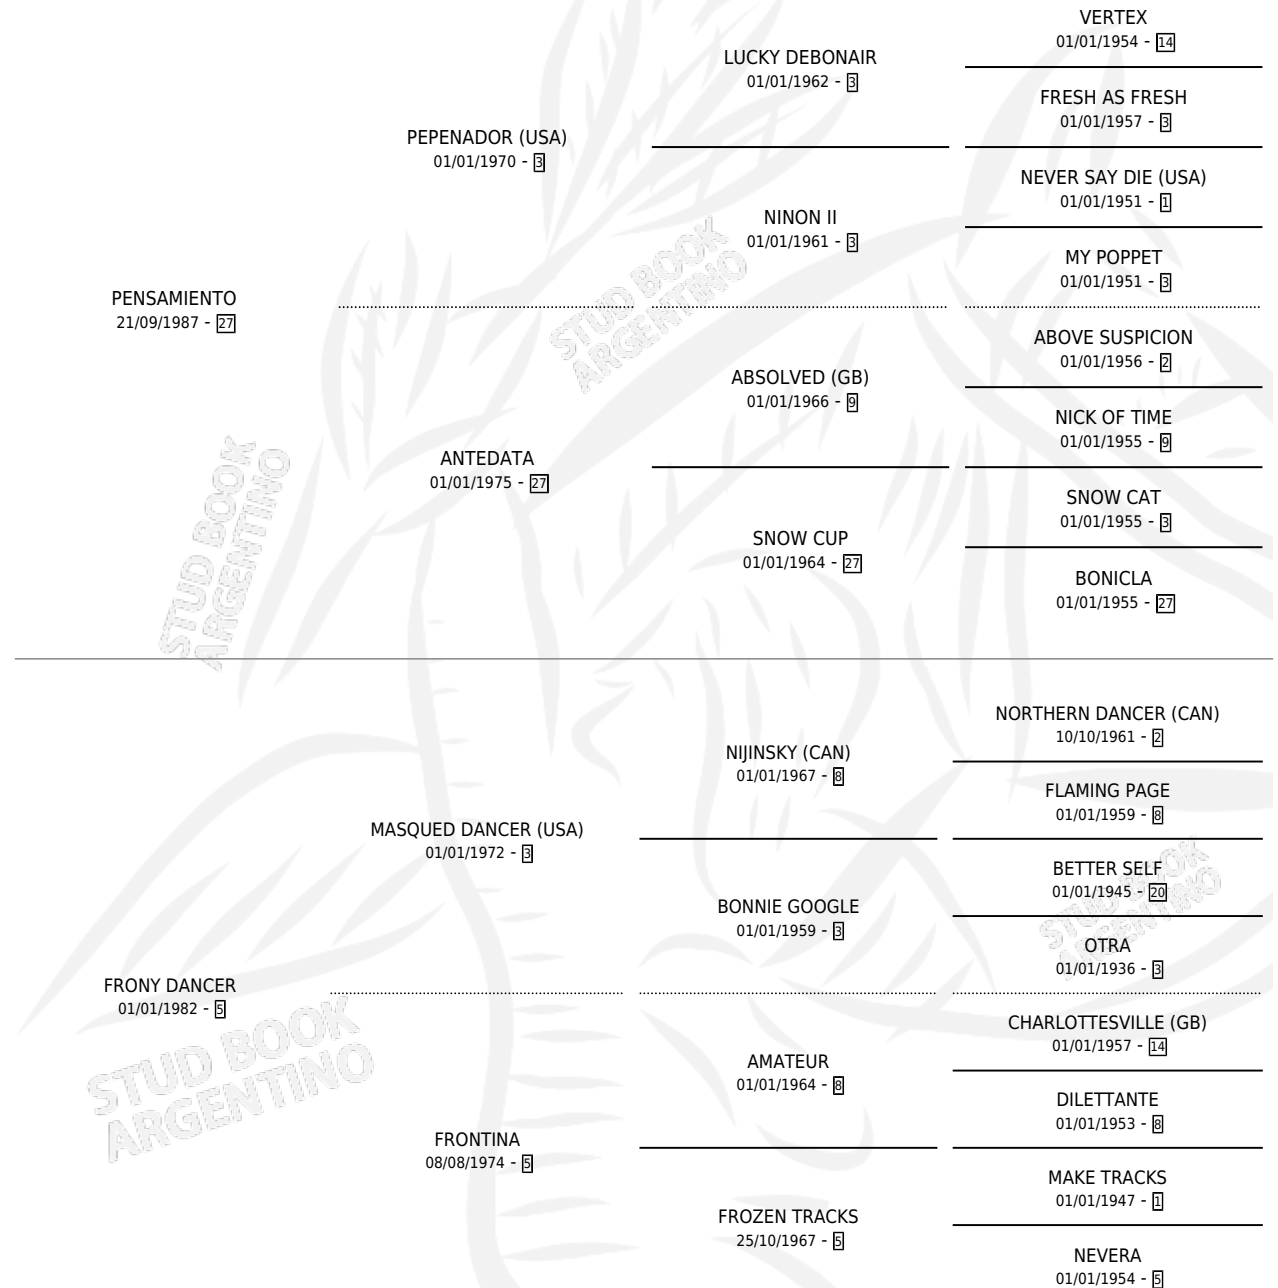 VERTEX
01/01/1954 - 14
LUCKY DEBONAIR
01/01/1962 - 3
FRESH AS FRESH
01/01/1957 - 3
PEPENADOR (USA)
01/01/1970 - 3
NEVER SAY DIE (USA)
01/01/1951 - 1
NINON II
01/01/1961 - 3
MY POPPET
01/01/1951 - 3
PENSAMIENTO
21/09/1987 - 27
ABOVE SUSPICION
01/01/1956 - 2
ABSOLVED (GB)
01/01/1966 - 9
NICK OF TIME
01/01/1955 - 9
ANTEDATA
01/01/1975 - 27
SNOW CAT
01/01/1955 - 3
SNOW CUP
01/01/1964 - 27
BONICLA
01/01/1955 - 27
STUD BOOK
ARGENTINO
STUD BOOK
ARGENTINO
NORTHERN DANCER (CAN)
10/10/1961 - 2
NIJINSKY (CAN)
01/01/1967 - 8
FLAMING PAGE
01/01/1959 - 8
MASQUED DANCER (USA)
01/01/1972 - 3
BETTER SELF
01/01/1945 - 20
BONNIE GOOGLE
01/01/1959 - 3
OTRA
01/01/1936 - 3
FRONY DANCER
01/01/1982 - 5
CHARLOTTESVILLE (GB)
01/01/1957 - 14
AMATEUR
01/01/1964 - 8
DILETTANTE
01/01/1953 - 8
FRONTINA
08/08/1974 - 5
MAKE TRACKS
01/01/1947 - 1
FROZEN TRACKS
25/10/1967 - 5
NEVERA
01/01/1954 - 5
STUD BOOK
ARGENTINO
STUD BOOK
ARGENTINO